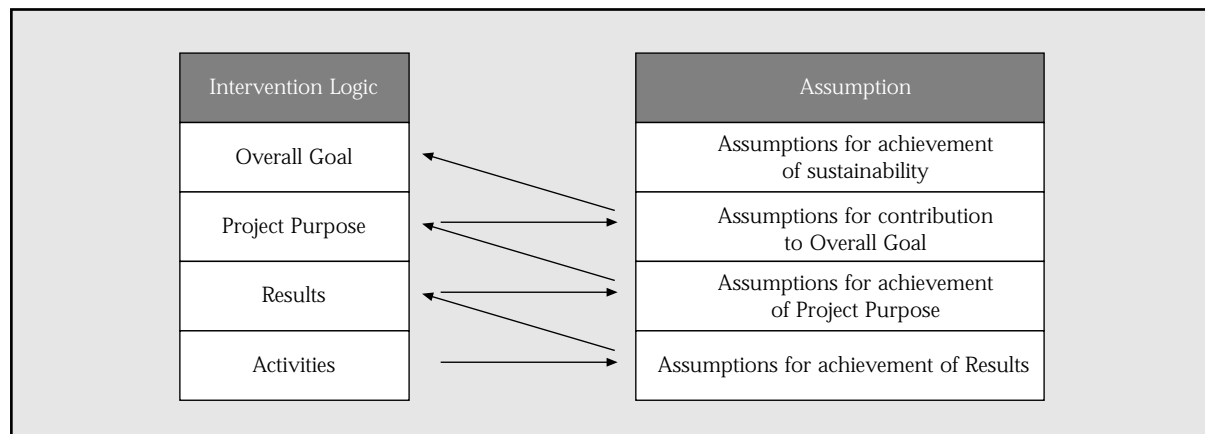 Intervention Logic
Assumption
Overall Goal
Assumptions for achievement
of sustainability
Project Purpose
Assumptions for contribution
to Overall Goal
Results
Assumptions for achievement
of Project Purpose
Activities
Assumptions for achievement of Results